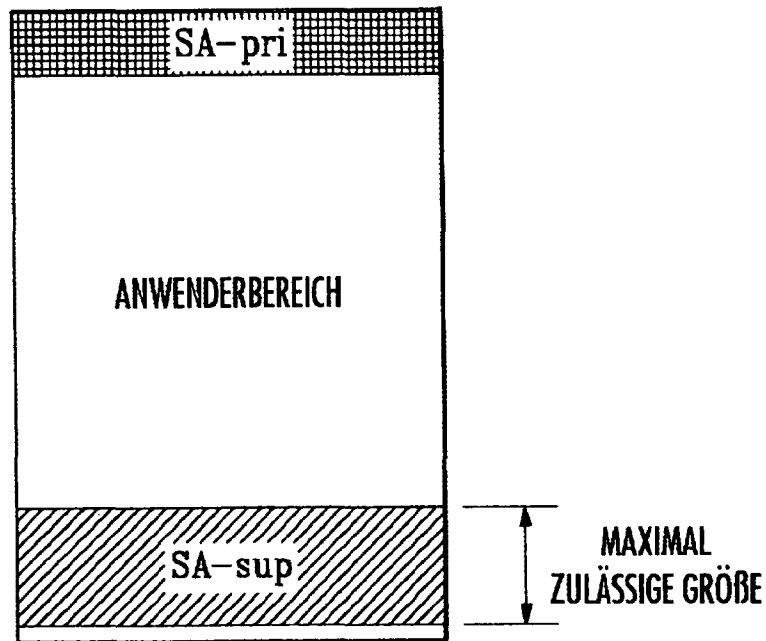 SA-pri
ANWENDERBEREICH
SA-sup
MAXIMAL
ZULÄSSIGE GRÖßE